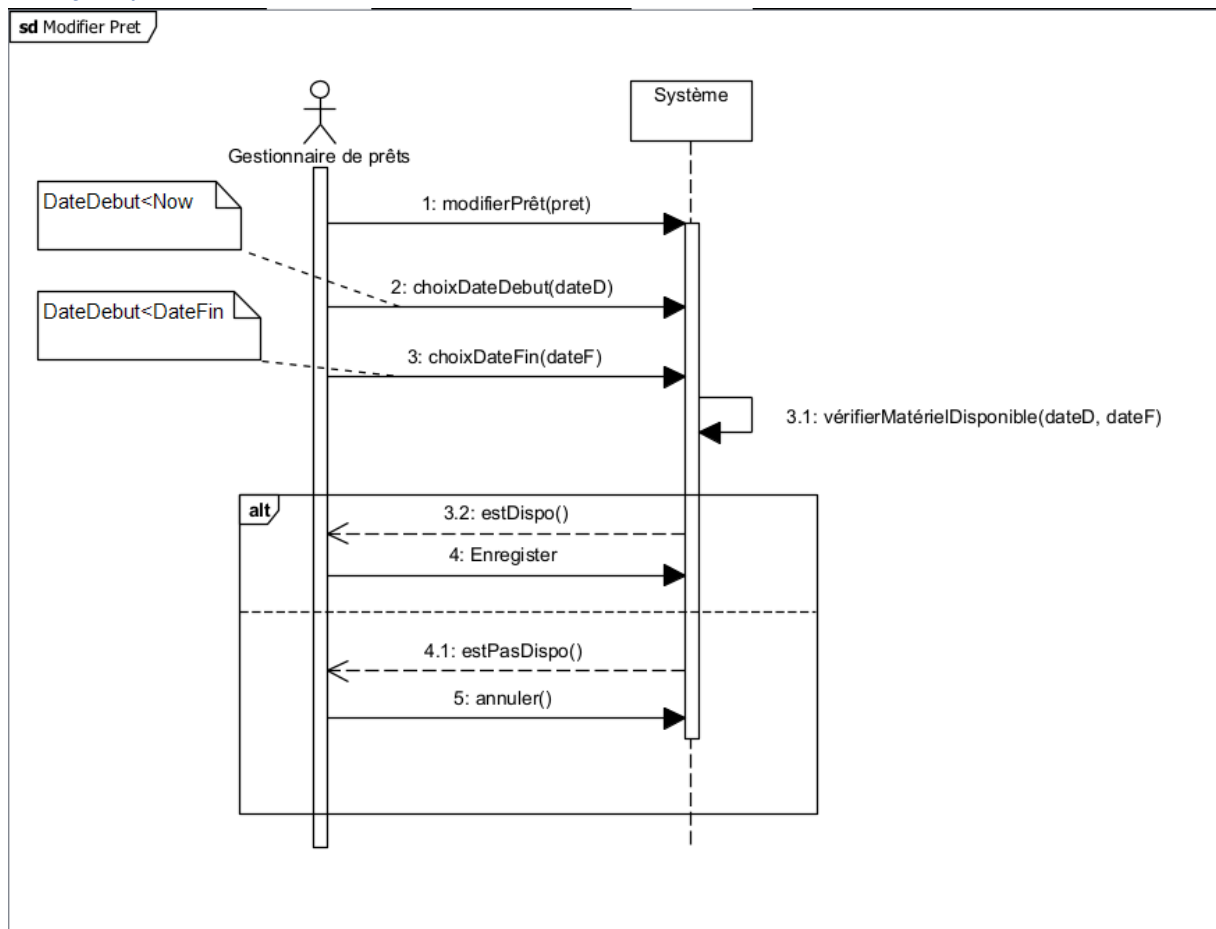 sd Modifier Pret
Système
Gestionnaire de prêts
DateDebut<Now
1: modifierPrêt(pret)
2: choixDateDebut(dateD)
DateDebut<DateFin
3: choixDateFin(dateF)
3.1: vérifierMatérielDisponible(dateD, dateF)
alt
3.2: estDispo()
4: Enregister
4.1: estPasDispo()
5: annuler()